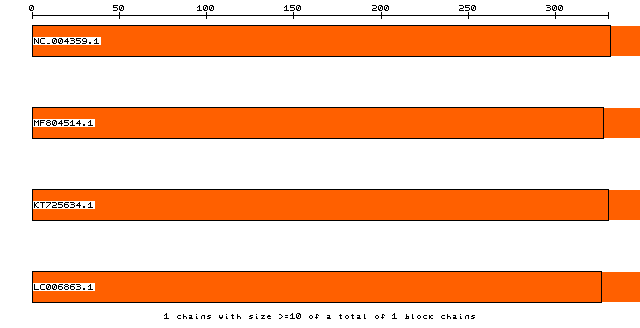 0 50 100 150 200 250 300
NC_004359.1
MF804514.1
KT725634.1
LC006863.1
1 chains with size >=10 of a total of 1 block chains